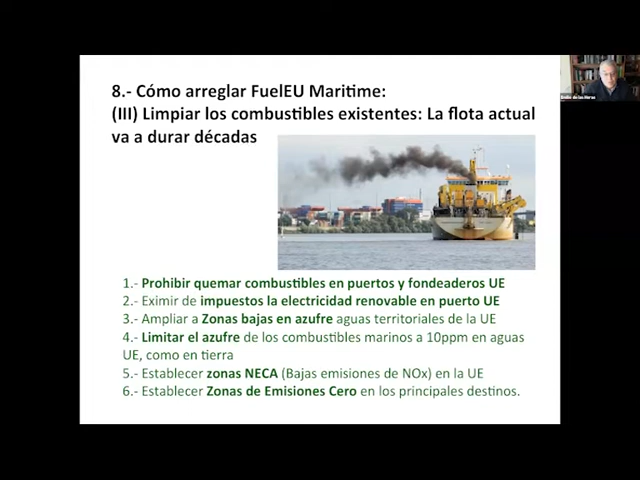 8.- Cómo arreglar FuelEU Maritime:
(III) Limpiar los combustibles existentes: La flota actual
va a durar décadas
1.- Prohibir quemar combustibles en puertos y fondeaderos UE
2.- Eximir de impuestos la electricidad renovable en puerto UE
3.- Ampliar a Zonas bajas en azufre aguas territoriales de la UE
4.- Limitar el azufre de los combustibles marinos a 10ppm en aguas
UE, como en tierra
5.- Establecer zonas NECA (Bajas emisiones de NOx) en la UE
6.- Establecer Zonas de Emisiones Cero en los principales destinos.